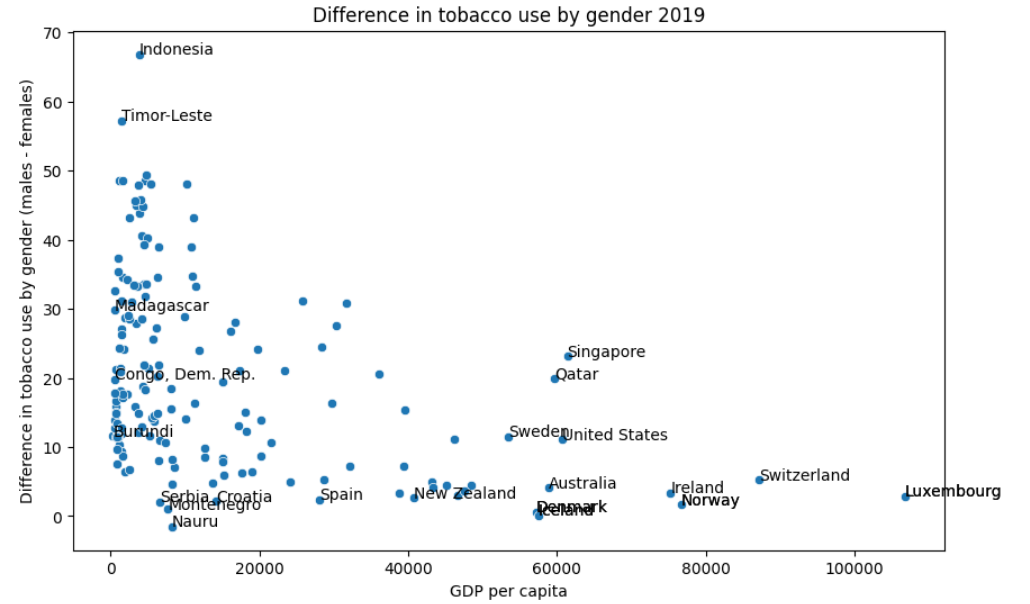 Difference in tobacco use by gender 2019
Difference in tobacco use by gender (males - females)
70
60
50
40
30
20
10
0
Indonesia
Timor-Leste
Madagascar
Singapore
Congo, Dem. Rep.
Qatar
Burundi
Sweden
United States
Switzerland
Australia
Ireland
Luxembourg
Serbia
Croatia
Spain
New Zealand
Norway
Montenegro
Denmark
Iceland
Nauru
0
20000
40000
60000
80000
100000
GDP per capita